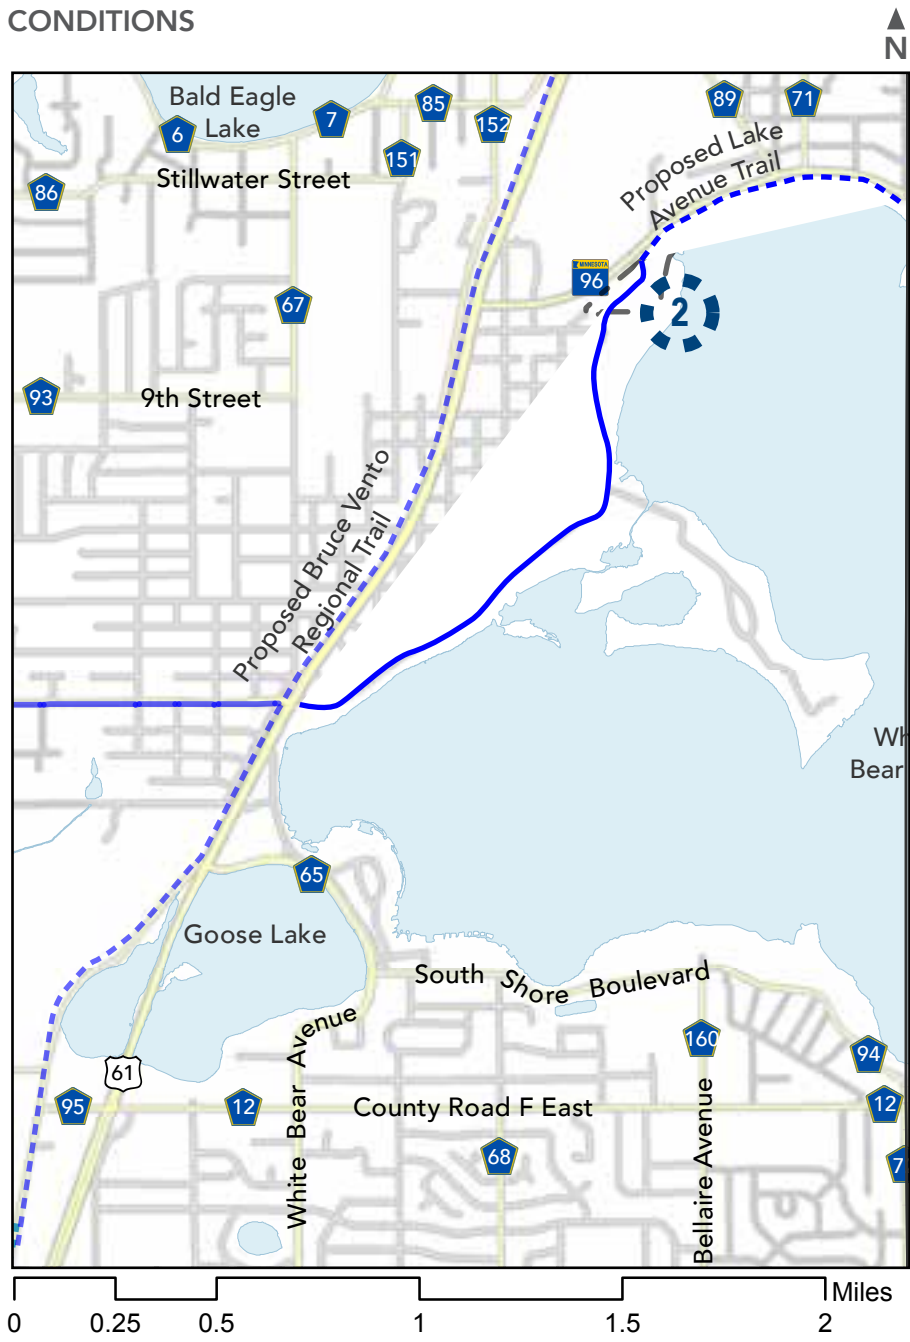 CONDITIONS
N
Bald Eagle
Lake
6
7
85
152
151
89
71
86
Stillwater Street
Proposed Lake
Avenue Trail
MINNESOTA
96
2
67
93
9th Street
Proposed Bruce Vento
Regional Trail
Wh
Bear
65
Goose Lake
South Shore Boulevard
White Bear Avenue
160
94
61
95
12
County Road F East
12
68
Bellaire Avenue
7
Miles
0 0.25 0.5 1 1.5 2